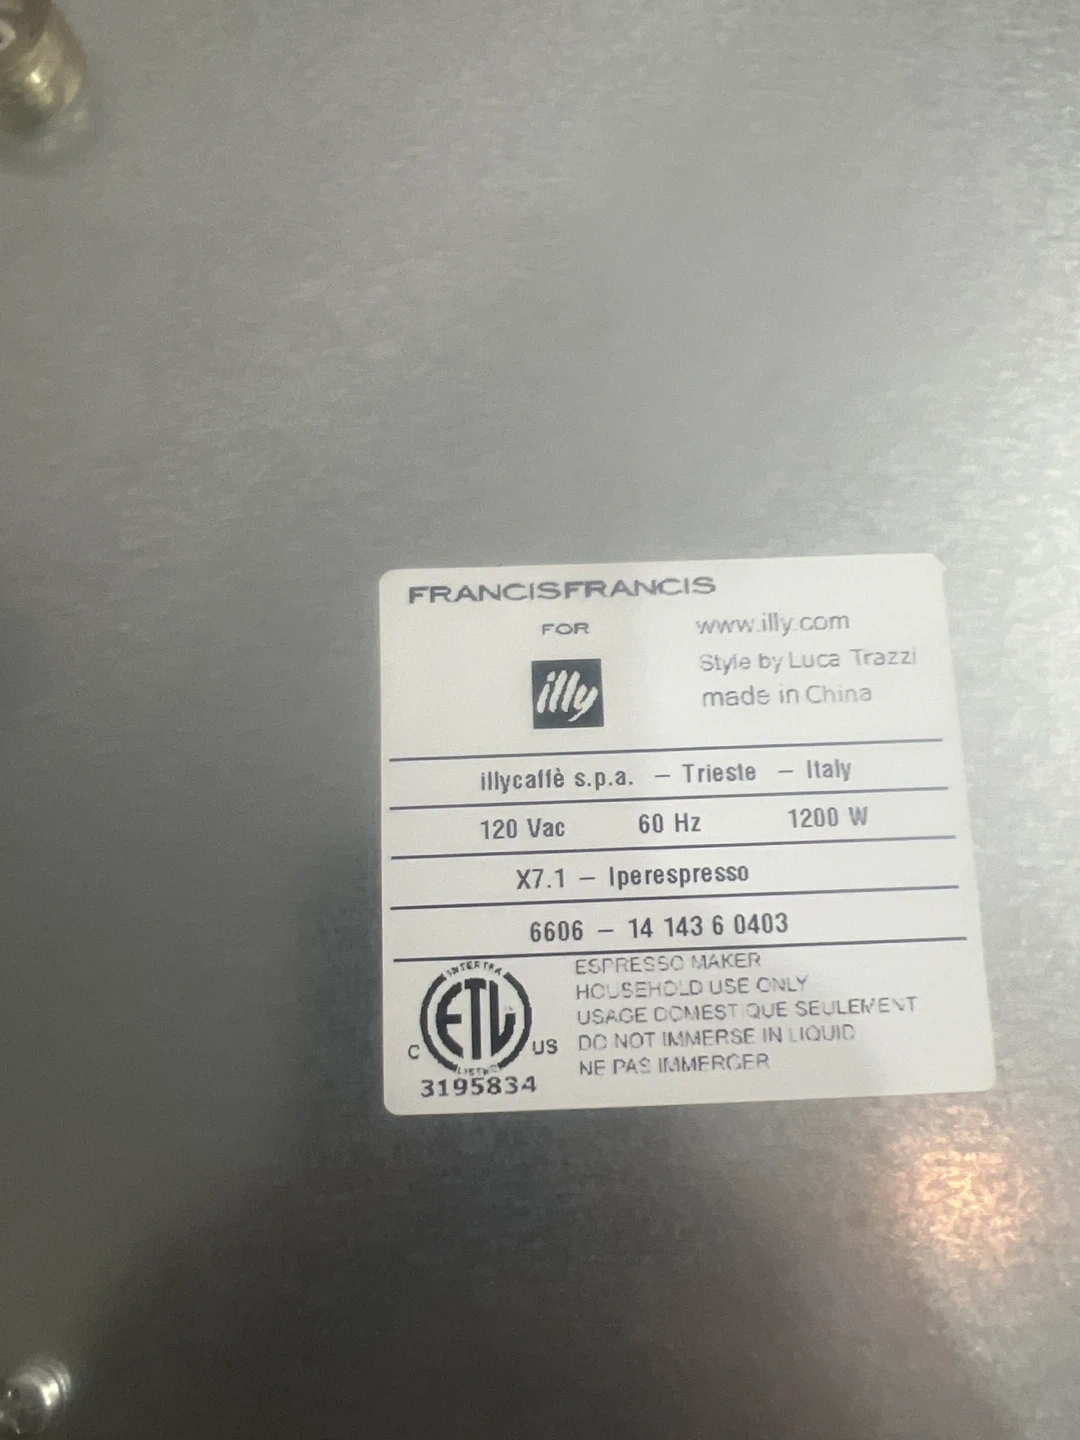 FRANCISFRANCIS
FOR
illy
www.illy.com
Style by Luca Trazzi
made in China
illycaffè s.p.a. – Trieste – Italy
120 Vac 60 Hz 1200 W
X7.1 – Iperespresso
6606 – 14 143 6 0403
INTERTEK
C ETL US
LISTED
3195834
ESPRESSO MAKER
HOUSEHOLD USE ONLY
USAGE DOMESTIQUE SEULEMENT
DO NOT IMMERSE IN LIQUID
NE PAS IMMERGER